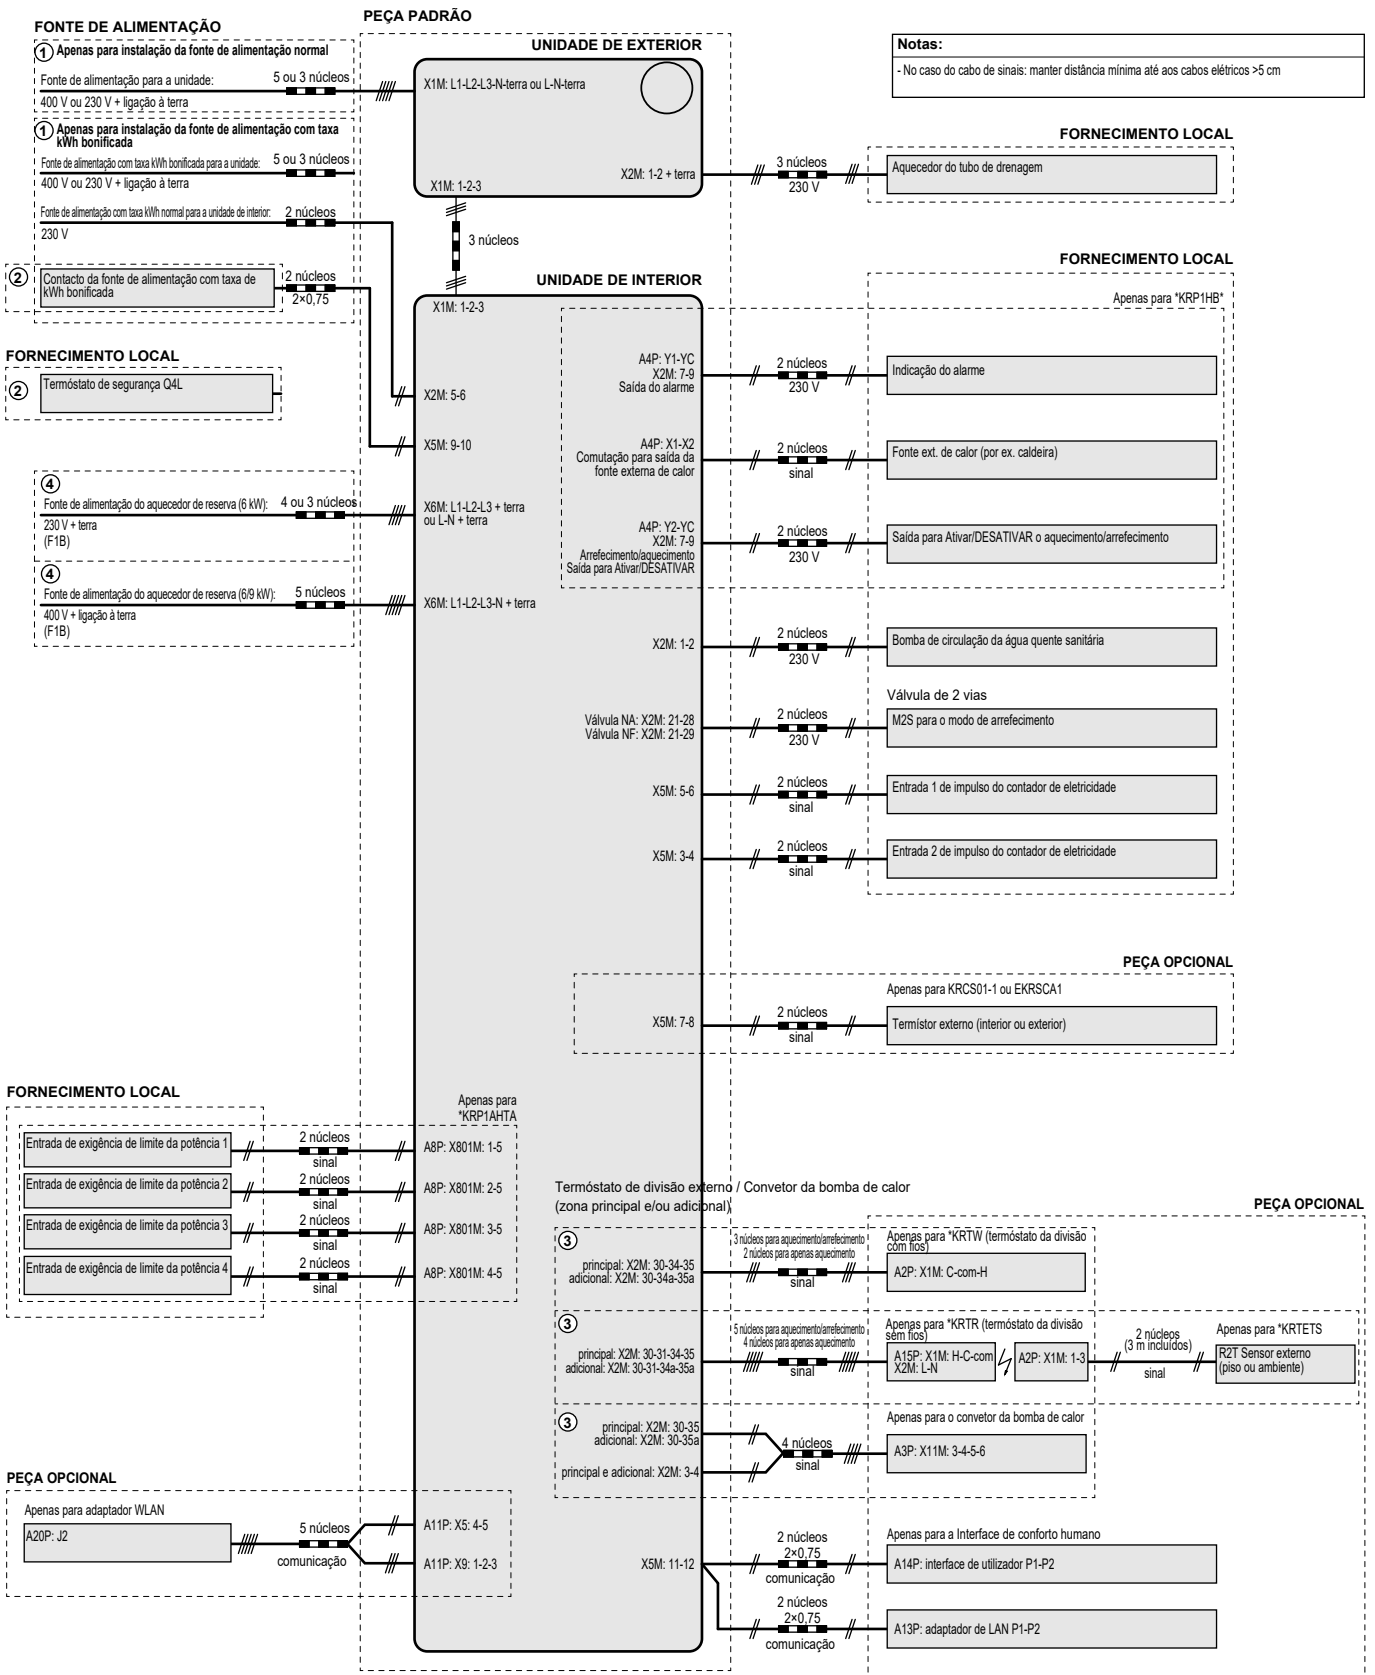 FONTE DE ALIMENTAÇÃO
① Apenas para instalação da fonte de alimentação normal
Fonte de alimentação para a unidade:
5 ou 3 núcleos
400 V ou 230 V + ligação à terra
① Apenas para instalação da fonte de alimentação com taxa
kWh bonificada
Fonte de alimentação com taxa kWh bonificada para a unidade:
5 ou 3 núcleos
400 V ou 230 V + ligação à terra
Fonte de alimentação com taxa kWh normal para a unidade de interior:
2 núcleos
230 V
②
Contacto da fonte de alimentação com taxa de
kWh bonificada
2 núcleos
2×0,75
FORNECIMENTO LOCAL
②
Termóstato de segurança Q4L
④
Fonte de alimentação do aquecedor de reserva (6 kW):
4 ou 3 núcleos
230 V + terra
(F1B)
④
Fonte de alimentação do aquecedor de reserva (6/9 kW):
5 núcleos
400 V + ligação à terra
(F1B)
PEÇA PADRÃO
UNIDADE DE EXTERIOR
X1M: L1-L2-L3-N-terra ou L-N-terra
X2M: 1-2 + terra
X1M: 1-2-3
3 núcleos
UNIDADE DE INTERIOR
X1M: 1-2-3
X2M: 5-6
X5M: 9-10
X6M: L1-L2-L3 + terra
ou L-N + terra
X6M: L1-L2-L3-N + terra
Notas:
- No caso do cabo de sinais: manter distância mínima até aos cabos elétricos >5 cm
FORNECIMENTO LOCAL
3 núcleos
230 V
Aquecedor do tubo de drenagem
FORNECIMENTO LOCAL
Apenas para *KRP1HB*
A4P: Y1-YC
X2M: 7-9
Saída do alarme
2 núcleos
230 V
Indicação do alarme
A4P: X1-X2
Comutação para saída da
fonte externa de calor
2 núcleos
sinal
Fonte ext. de calor (por ex. caldeira)
A4P: Y2-YC
X2M: 7-9
Arrefecimento/aquecimento
Saída para Ativar/DESATIVAR
2 núcleos
230 V
Saída para Ativar/DESATIVAR o aquecimento/arrefecimento
X2M: 1-2
2 núcleos
230 V
Bomba de circulação da água quente sanitária
Válvula de 2 vias
Válvula NA: X2M: 21-28
Válvula NF: X2M: 21-29
2 núcleos
230 V
M2S para o modo de arrefecimento
X5M: 5-6
2 núcleos
sinal
Entrada 1 de impulso do contador de eletricidade
X5M: 3-4
2 núcleos
sinal
Entrada 2 de impulso do contador de eletricidade
PEÇA OPCIONAL
Apenas para KRCS01-1 ou EKRSCA1
X5M: 7-8
2 núcleos
sinal
Termístor externo (interior ou exterior)
FORNECIMENTO LOCAL
Apenas para
*KRP1AHTA
Entrada de exigência de limite da potência 1
2 núcleos
sinal
A8P: X801M: 1-5
Entrada de exigência de limite da potência 2
2 núcleos
sinal
A8P: X801M: 2-5
Entrada de exigência de limite da potência 3
2 núcleos
sinal
A8P: X801M: 3-5
Entrada de exigência de limite da potência 4
2 núcleos
sinal
A8P: X801M: 4-5
Termóstato de divisão externo / Convetor da bomba de calor
(zona principal e/ou adicional)
PEÇA OPCIONAL
③
principal: X2M: 30-34-35
adicional: X2M: 30-34a-35a
3 núcleos para aquecimento/arrefecimento
2 núcleos para apenas aquecimento
sinal
Apenas para *KRTW (termóstato da divisão
com fios)
A2P: X1M: C-com-H
③
principal: X2M: 30-31-34-35
adicional: X2M: 30-31-34a-35a
5 núcleos para aquecimento/arrefecimento
4 núcleos para apenas aquecimento
sinal
Apenas para *KRTR (termóstato da divisão
sem fios)
A15P: X1M: H-C-com
X2M: L-N
A2P: X1M: 1-3
2 núcleos
(3 m incluídos)
sinal
Apenas para *KRTETS
R2T Sensor externo
(piso ou ambiente)
③
principal: X2M: 30-35
adicional: X2M: 30-35a
principal e adicional: X2M: 3-4
4 núcleos
sinal
Apenas para o convetor da bomba de calor
A3P: X11M: 3-4-5-6
PEÇA OPCIONAL
Apenas para adaptador WLAN
A20P: J2
5 núcleos
comunicação
A11P: X5: 4-5
A11P: X9: 1-2-3
X5M: 11-12
2 núcleos
2×0,75
comunicação
Apenas para a Interface de conforto humano
A14P: interface de utilizador P1-P2
2 núcleos
2×0,75
comunicação
A13P: adaptador de LAN P1-P2